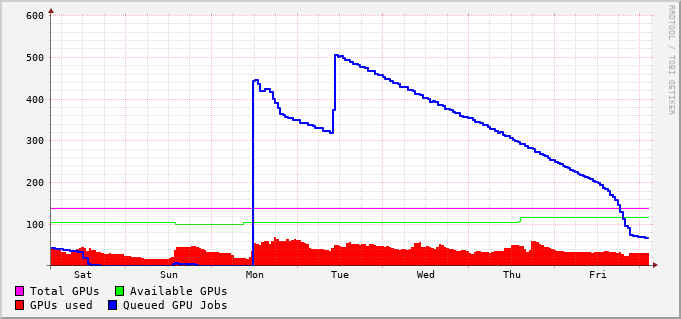 600
500
400
300
200
100
Sat Sun Mon Tue Wed Thu Fri
Total GPUs Available GPUs
GPUs used Queued GPU Jobs
RRDTOOL / TOBI OETIKER